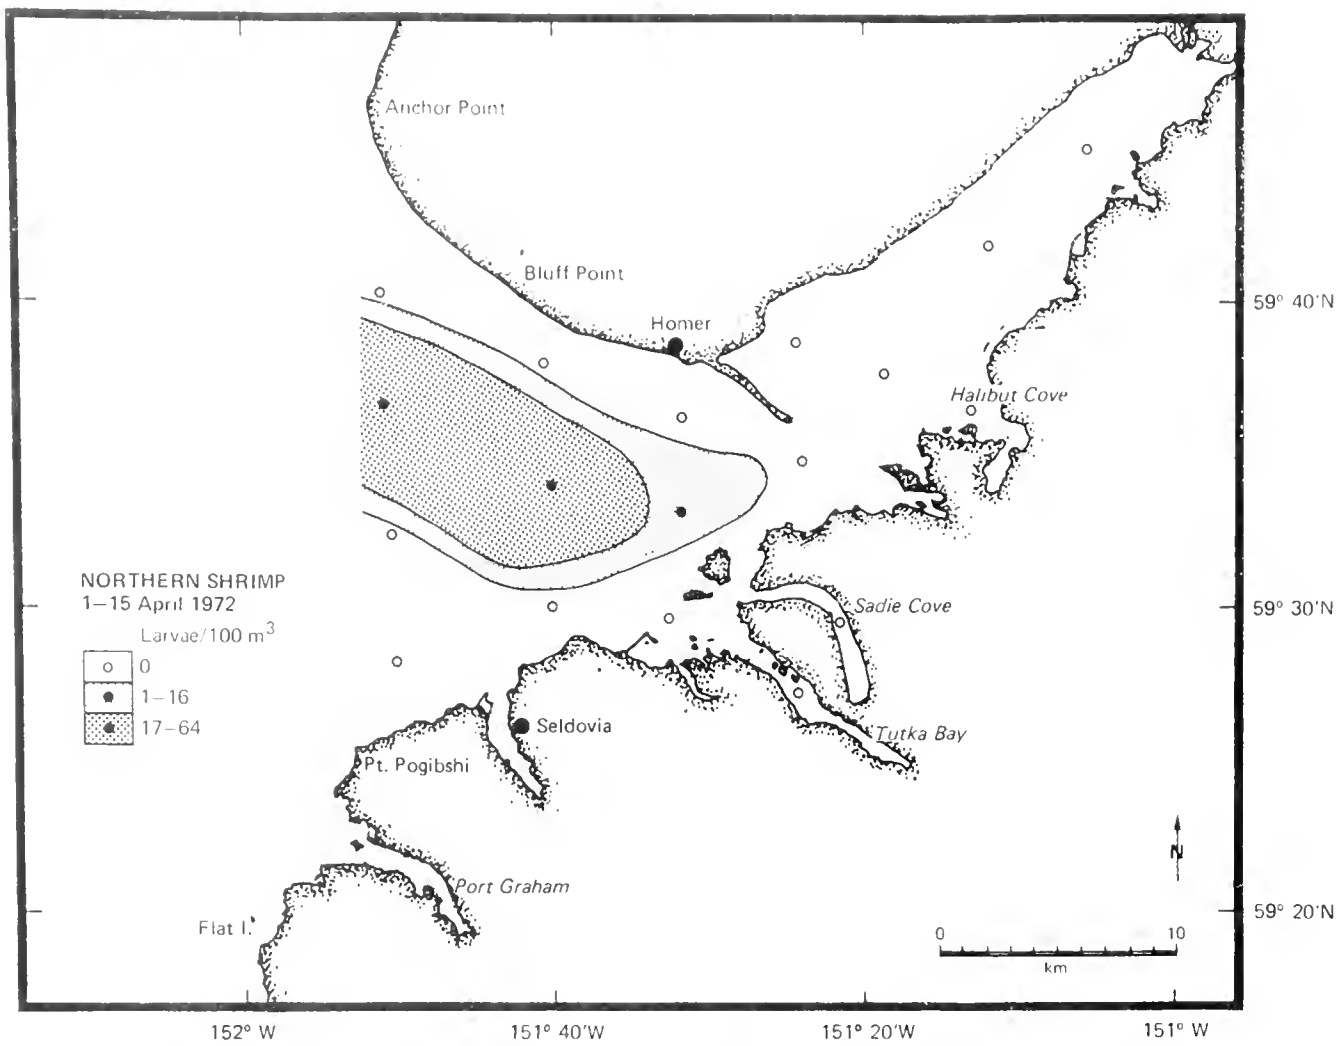 Anchor Point
Bluff Point
Homer
59° 40'N
Halibut Cove
NORTHERN SHRIMP
1–15 April 1972
Larvae/100 m³
0
1–16
17–64
Sadie Cove
59° 30'N
Seldovia
Tutka Bay
Pt. Pogibshi
N
Port Graham
Flat I.
59° 20'N
0 10
km
152° W 151° 40'W 151° 20'W 151° W